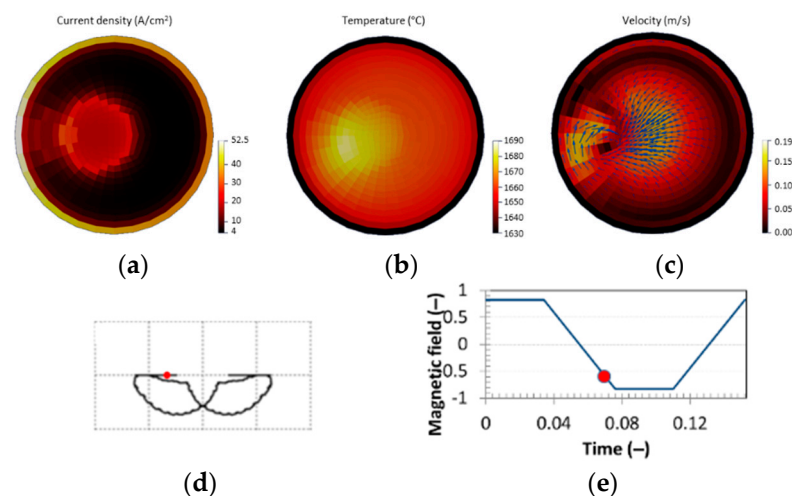 Current density (A/cm²)
Temperature (°C)
Velocity (m/s)
52.5
40
30
20
10
4
1690
1680
1670
1660
1650
1640
1630
0.19
0.15
0.10
0.05
0.00
(a)
(b)
(c)
Magnetic field (–)
1
0.5
0
0.5
-1
0
0.04
0.08
0.12
Time (–)
(d)
(e)